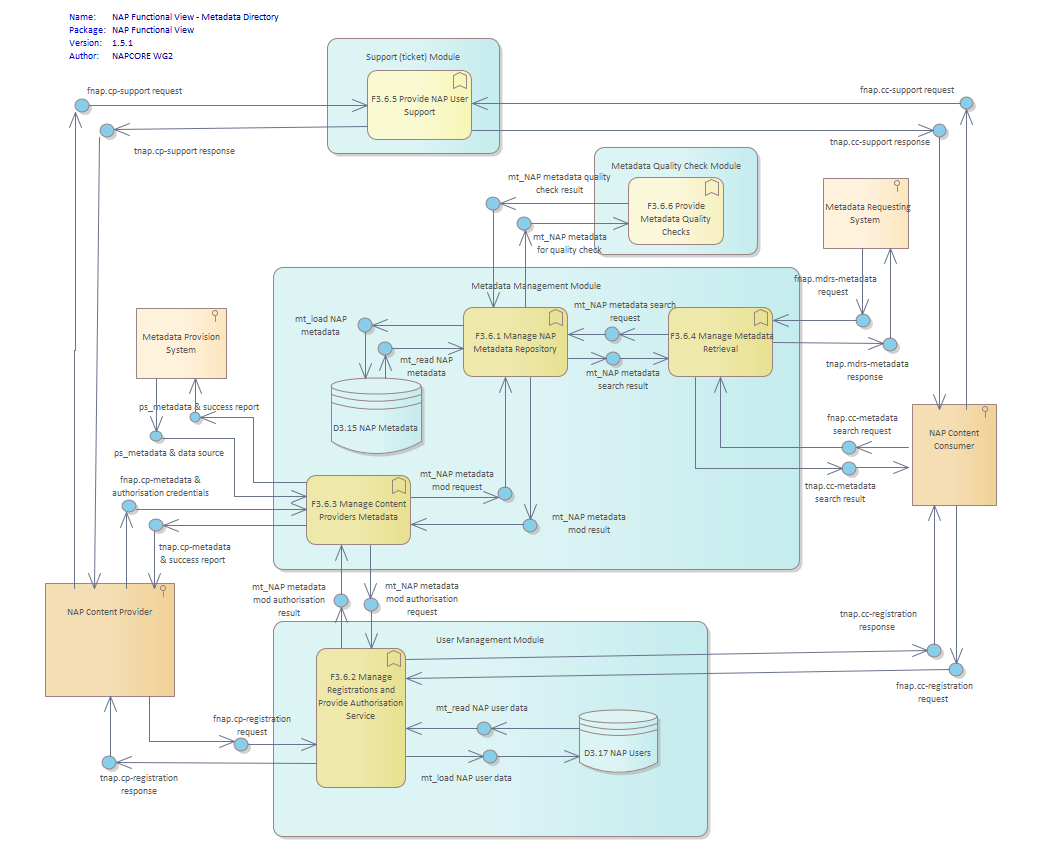 Name: NAP Functional View - Metadata Directory
Package: NAP Functional View
Version: 1.5.1
Author: NAPCORE WG2
Support (ticket) Module
fnap.cp-support request
F3.6.5 Provide NAP User
Support
fnap.cc-support request
tnap.cp-support response
tnap.cc-support response
Metadata Quality Check Module
mt_NAP metadata quality
check result
F3.6.6 Provide
Metadata Quality
Checks
mt_NAP metadata
for quality check
Metadata Requesting
System
Metadata Management Module
fnap.mdrs-metadata
request
mt_load NAP
metadata
mt_read NAP
metadata
F3.6.1 Manage NAP
Metadata Repository
mt_NAP metadata search
request
mt_NAP metadata
search result
F3.6.4 Manage Metadata
Retrieval
tnap.mdrs-metadata
response
Metadata Provision
System
ps_metadata & success report
D3.15 NAP Metadata
ps_metadata & data source
fnap.cc-metadata
search request
NAP Content
Consumer
tnap.cc-metadata
search result
fnap.cp-metadata &
authorisation credentials
F3.6.3 Manage Content
Providers Metadata
mt_NAP metadata
mod request
mt_NAP metadata
mod result
tnap.cp-metadata
& success report
NAP Content Provider
mt_NAP metadata
mod authorisation
result
mt_NAP metadata
mod authorisation
request
User Management Module
tnap.cc-registration
response
F3.6.2 Manage
Registrations and
Provide Authorisation
Service
fnap.cc-registration
request
mt_read NAP user data
fnap.cp-registration
request
D3.17 NAP Users
mt_load NAP user data
tnap.cp-registration
response